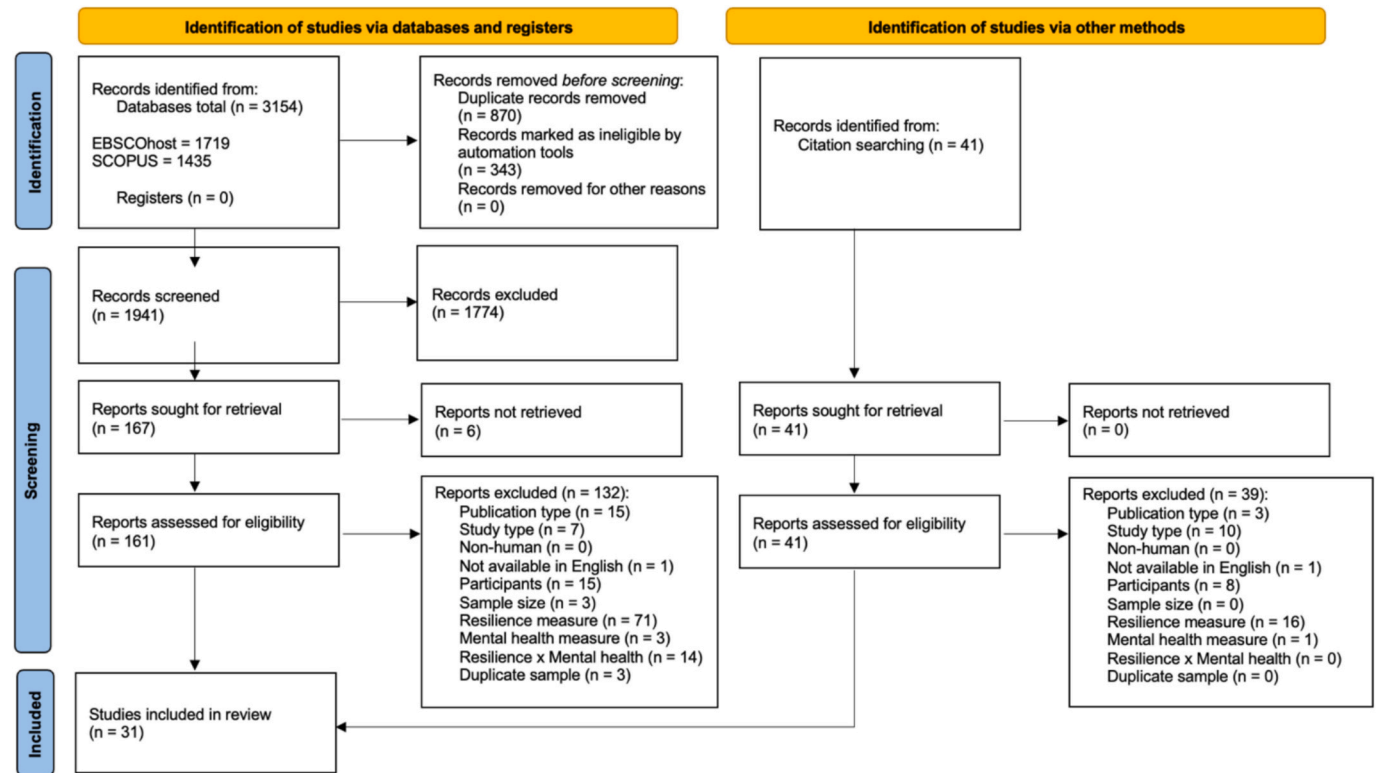 Identification of studies via databases and registers
Identification of studies via other methods
Identification
Records identified from:
Databases total (n = 3154)
EBSCOhost = 1719
SCOPUS = 1435
Registers (n = 0)
Records removed before screening:
Duplicate records removed
(n = 870)
Records marked as ineligible by
automation tools
(n = 343)
Records removed for other reasons
(n = 0)
Records identified from:
Citation searching (n = 41)
Screening
Records screened
(n = 1941)
Records excluded
(n = 1774)
Reports sought for retrieval
(n = 167)
Reports not retrieved
(n = 6)
Reports sought for retrieval
(n = 41)
Reports not retrieved
(n = 0)
Reports assessed for eligibility
(n = 161)
Reports excluded (n = 132):
Publication type (n = 15)
Study type (n = 7)
Non-human (n = 0)
Not available in English (n = 1)
Participants (n = 15)
Sample size (n = 3)
Resilience measure (n = 71)
Mental health measure (n = 3)
Resilience x Mental health (n = 14)
Duplicate sample (n = 3)
Reports assessed for eligibility
(n = 41)
Reports excluded (n = 39):
Publication type (n = 3)
Study type (n = 10)
Non-human (n = 0)
Not available in English (n = 1)
Participants (n = 8)
Sample size (n = 0)
Resilience measure (n = 16)
Mental health measure (n = 1)
Resilience x Mental health (n = 0)
Duplicate sample (n = 0)
Included
Studies included in review
(n = 31)